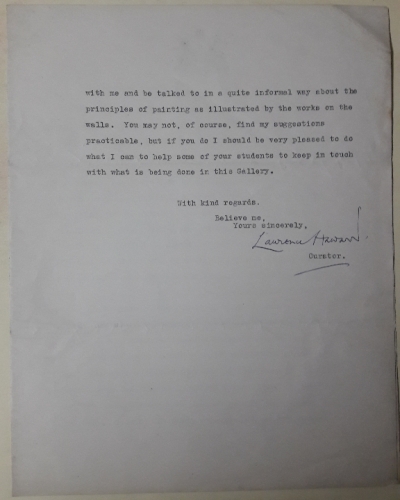 with me and be talked to in a quite informal way about the
principles of painting as illustrated by the works on the
walls. You may not, of course, find my suggestions
practicable, but if you do I should be very pleased to do
what I can to help some of your students to keep in touch
with what is being done in this Gallery.
With kind regards.
Believe me,
Yours sincerely,
Lawrence Haward.
Curator.